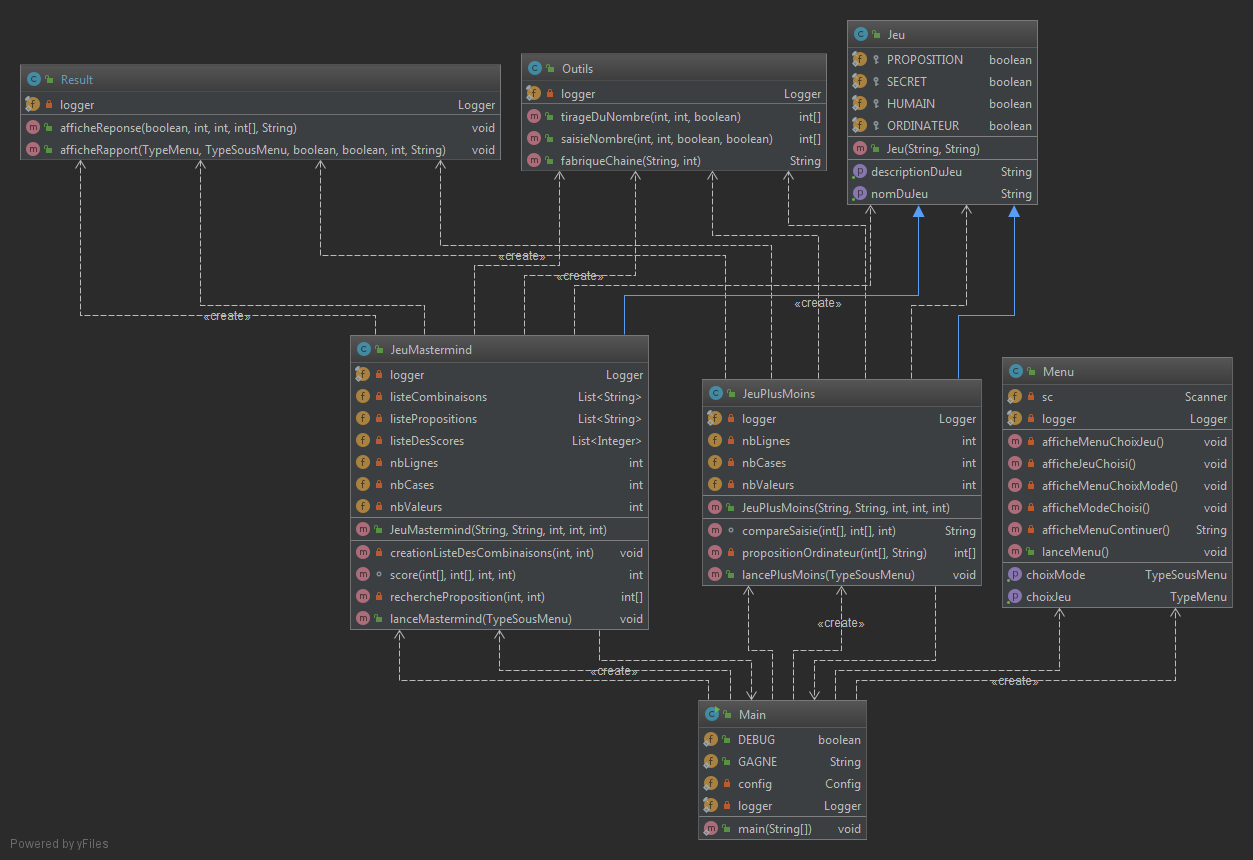 Result
logger Logger
afficheReponse(boolean, int, int, int[], String) void
afficheRapport(TypeMenu, TypeSousMenu, boolean, boolean, int, String) void
Outils
logger Logger
tirageDuNombre(int, int, boolean) int[]
saisieNombre(int, int, boolean, boolean) int[]
fabriqueChaine(String, int) String
Jeu
PROPOSITION boolean
SECRET boolean
HUMAIN boolean
ORDINATEUR boolean
Jeu(String, String)
descriptionDuJeu String
nomDuJeu String
«create»
«create»
«create»
«create»
JeuMastermind
logger Logger
listeCombinaisons List<String>
listePropositions List<String>
listeDesScores List<Integer>
nbLignes int
nbCases int
nbValeurs int
JeuMastermind(String, String, int, int, int)
creationListeDesCombinaisons(int, int) void
score(int[], int[], int, int) int
rechercheProposition(int, int) int[]
lanceMastermind(TypeSousMenu) void
JeuPlusMoins
logger Logger
nbLignes int
nbCases int
nbValeurs int
JeuPlusMoins(String, String, int, int, int)
compareSaisie(int[], int[], int) String
propositionOrdinateur(int[], String) int[]
lancePlusMoins(TypeSousMenu) void
Menu
sc Scanner
logger Logger
afficheMenuChoixJeu() void
afficheJeuChoisi() void
afficheMenuChoixMode() void
afficheModeChoisi() void
afficheMenuContinuer() String
lanceMenu() void
choixMode TypeSousMenu
choixJeu TypeMenu
«create»
«create»
«create»
Main
DEBUG boolean
GAGNE String
config Config
logger Logger
main(String[]) void
Powered by yFiles